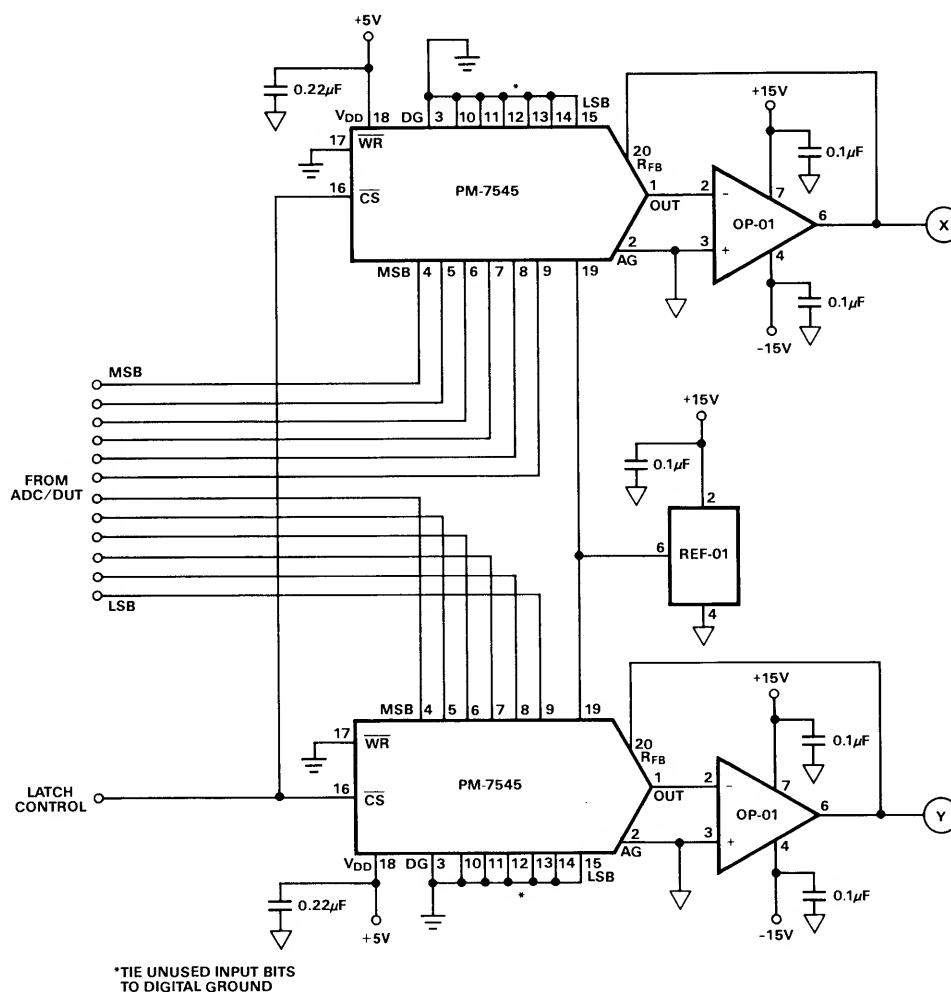 +5V
0.22μF
VDD 18 DG 3 10 11 * 12 13 14 15 LSB
17 WR
16 CS
PM-7545
20
RFB
1
OUT
2
AG
MSB 4 5 6 7 8 9 19
2 -
3 +
OP-01
7
6
4
+15V
0.1μF
0.1μF
-15V
X
MSB
FROM
ADC/DUT
LSB
+15V
0.1μF
2
6 REF-01
4
MSB 4 5 6 7 8 9 19
17 WR
LATCH
CONTROL
16 CS
PM-7545
20
RFB
1
OUT
2
AG
VDD 18 DG 3 10 11 12 13 14 15
* LSB
0.22μF
+5V
2 -
3 +
OP-01
7
6
4
+15V
0.1μF
0.1μF
-15V
Y
*TIE UNUSED INPUT BITS
TO DIGITAL GROUND